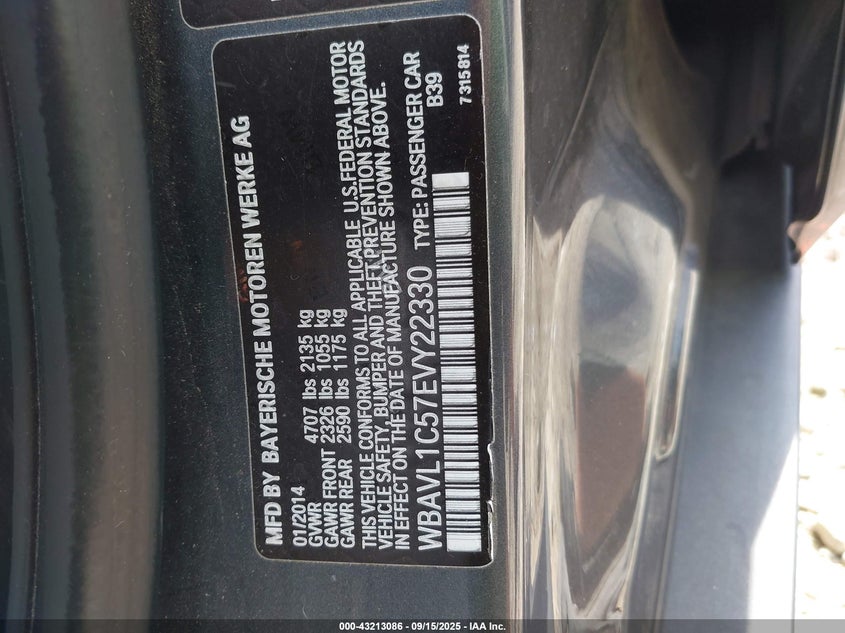 MFD BY BAYERISCHE MOTOREN WERKE AG
01/2014
GVWR 4707 lbs 2135 kg
GAWR FRONT 2326 lbs 1055 kg
GAWR REAR 2590 lbs 1175 kg
THIS VEHICLE CONFORMS TO ALL APPLICABLE U.S. FEDERAL MOTOR
VEHICLE SAFETY, BUMPER AND THEFT PREVENTION STANDARDS
IN EFFECT ON THE DATE OF MANUFACTURE SHOWN ABOVE.
WBAVL1C57EVY22330 TYPE: PASSENGER CAR
B39
7 315 814
000-43213086 - 09/15/2025 - IAA Inc.